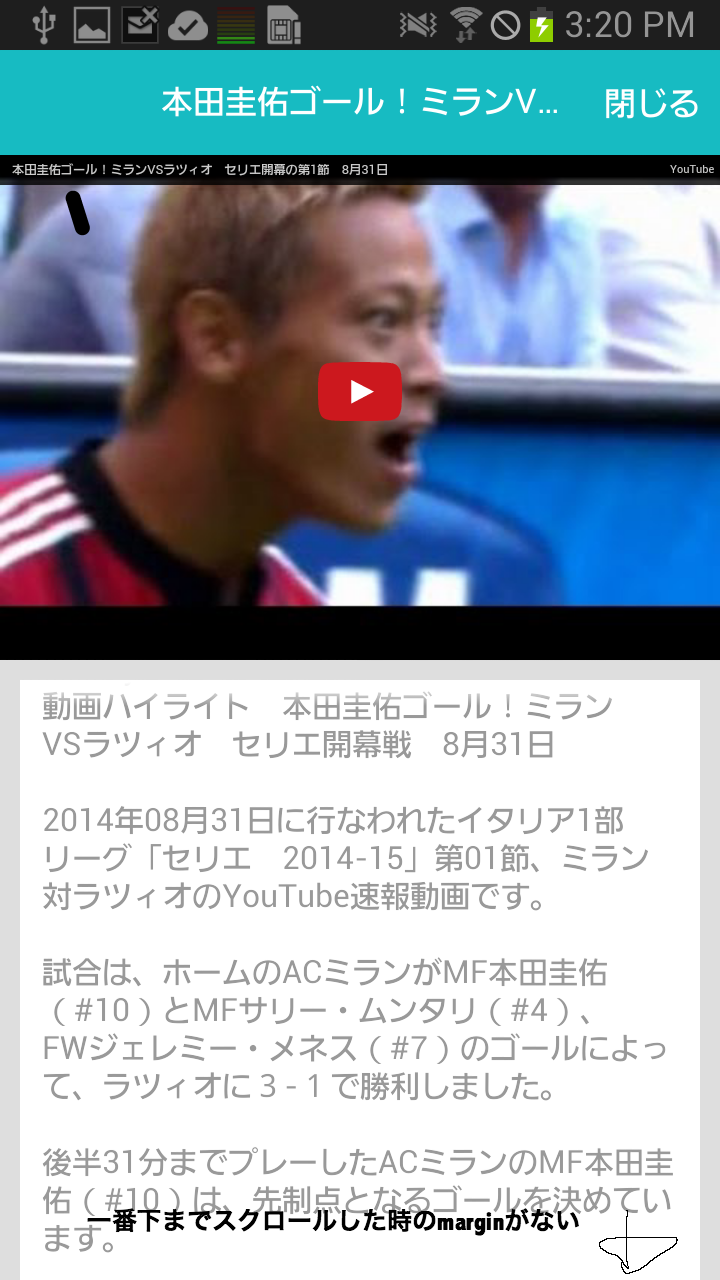 3:20 PM
本田圭佑ゴール！ミランV... 閉じる
本田圭佑ゴール！ミランVSラツィオ　セリエ開幕の第1節　8月31日 YouTube
動画ハイライト　本田圭佑ゴール！ミラン
VSラツィオ　セリエ開幕戦　8月31日
2014年08月31日に行なわれたイタリア1部
リーグ「セリエ　2014-15」第01節、ミラン
対ラツィオのYouTube速報動画です。
試合は、ホームのACミランがMF本田圭佑
（#10）とMFサリー・ムンタリ（#4）、
FWジェレミー・メネス（#7）のゴールによっ
て、ラツィオに３-１で勝利しました。
後半31分までプレーしたACミランのMF本田圭
佑（#10）は、先制点となるゴールを決めてい
ます。
一番下までスクロールした時のmarginがない